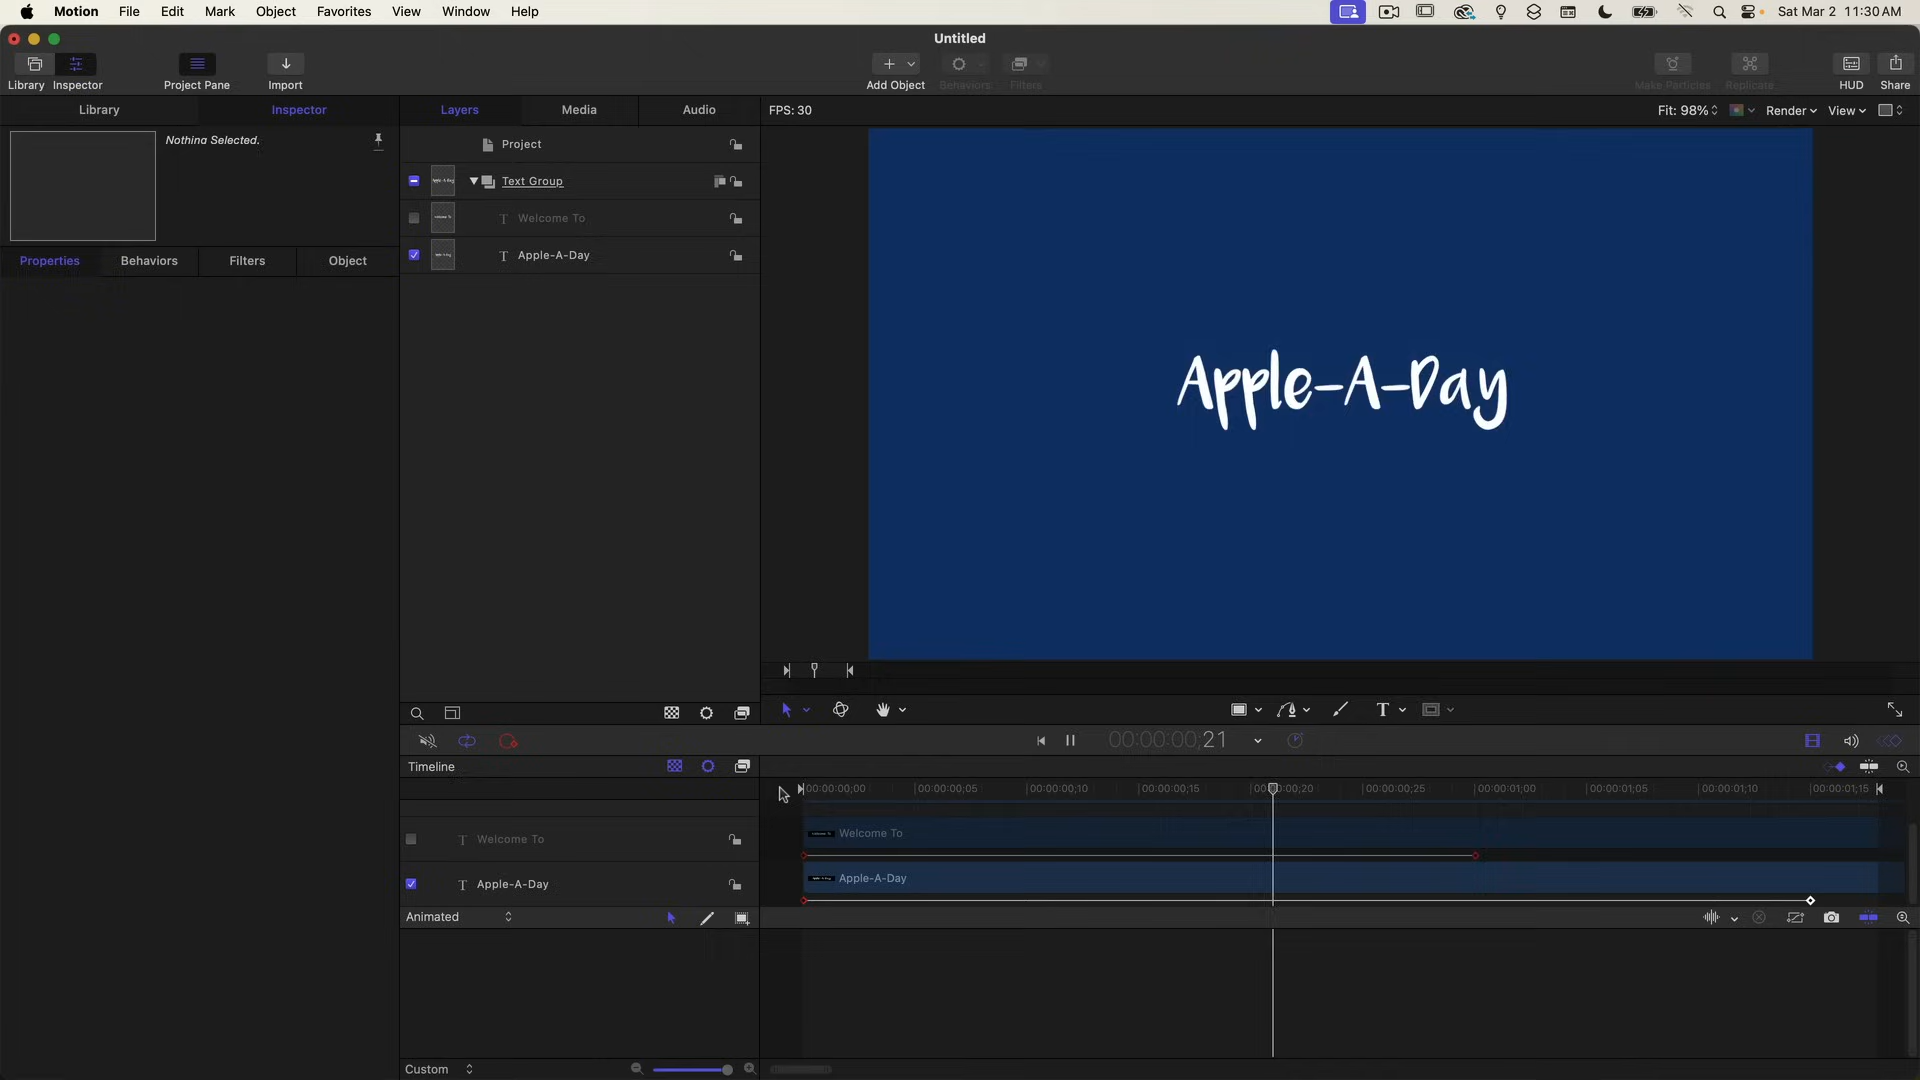 Motion File Edit Mark Object Favorites View Window Help
Sat Mar 2 11:30 AM
Untitled
Library Inspector Project Pane Import
Add Object Behaviors Filters
Make Particles Replicate HUD Share
Library Inspector
Layers Media Audio
FPS: 30
Fit: 98% Render View
Nothing Selected.
Properties Behaviors Filters Object
Project
Text Group
T Welcome To
T Apple-A-Day
Apple-A-Day
T
00:00:00;21
Timeline
00:00:00;00 00:00:00;05 00:00:00;10 00:00:00;15 00:00:00;20 00:00:00;25 00:00:01;00 00:00:01;05 00:00:01;10 00:00:01;15
T Welcome To
Welcome To
T Apple-A-Day
Apple-A-Day
Animated
Custom